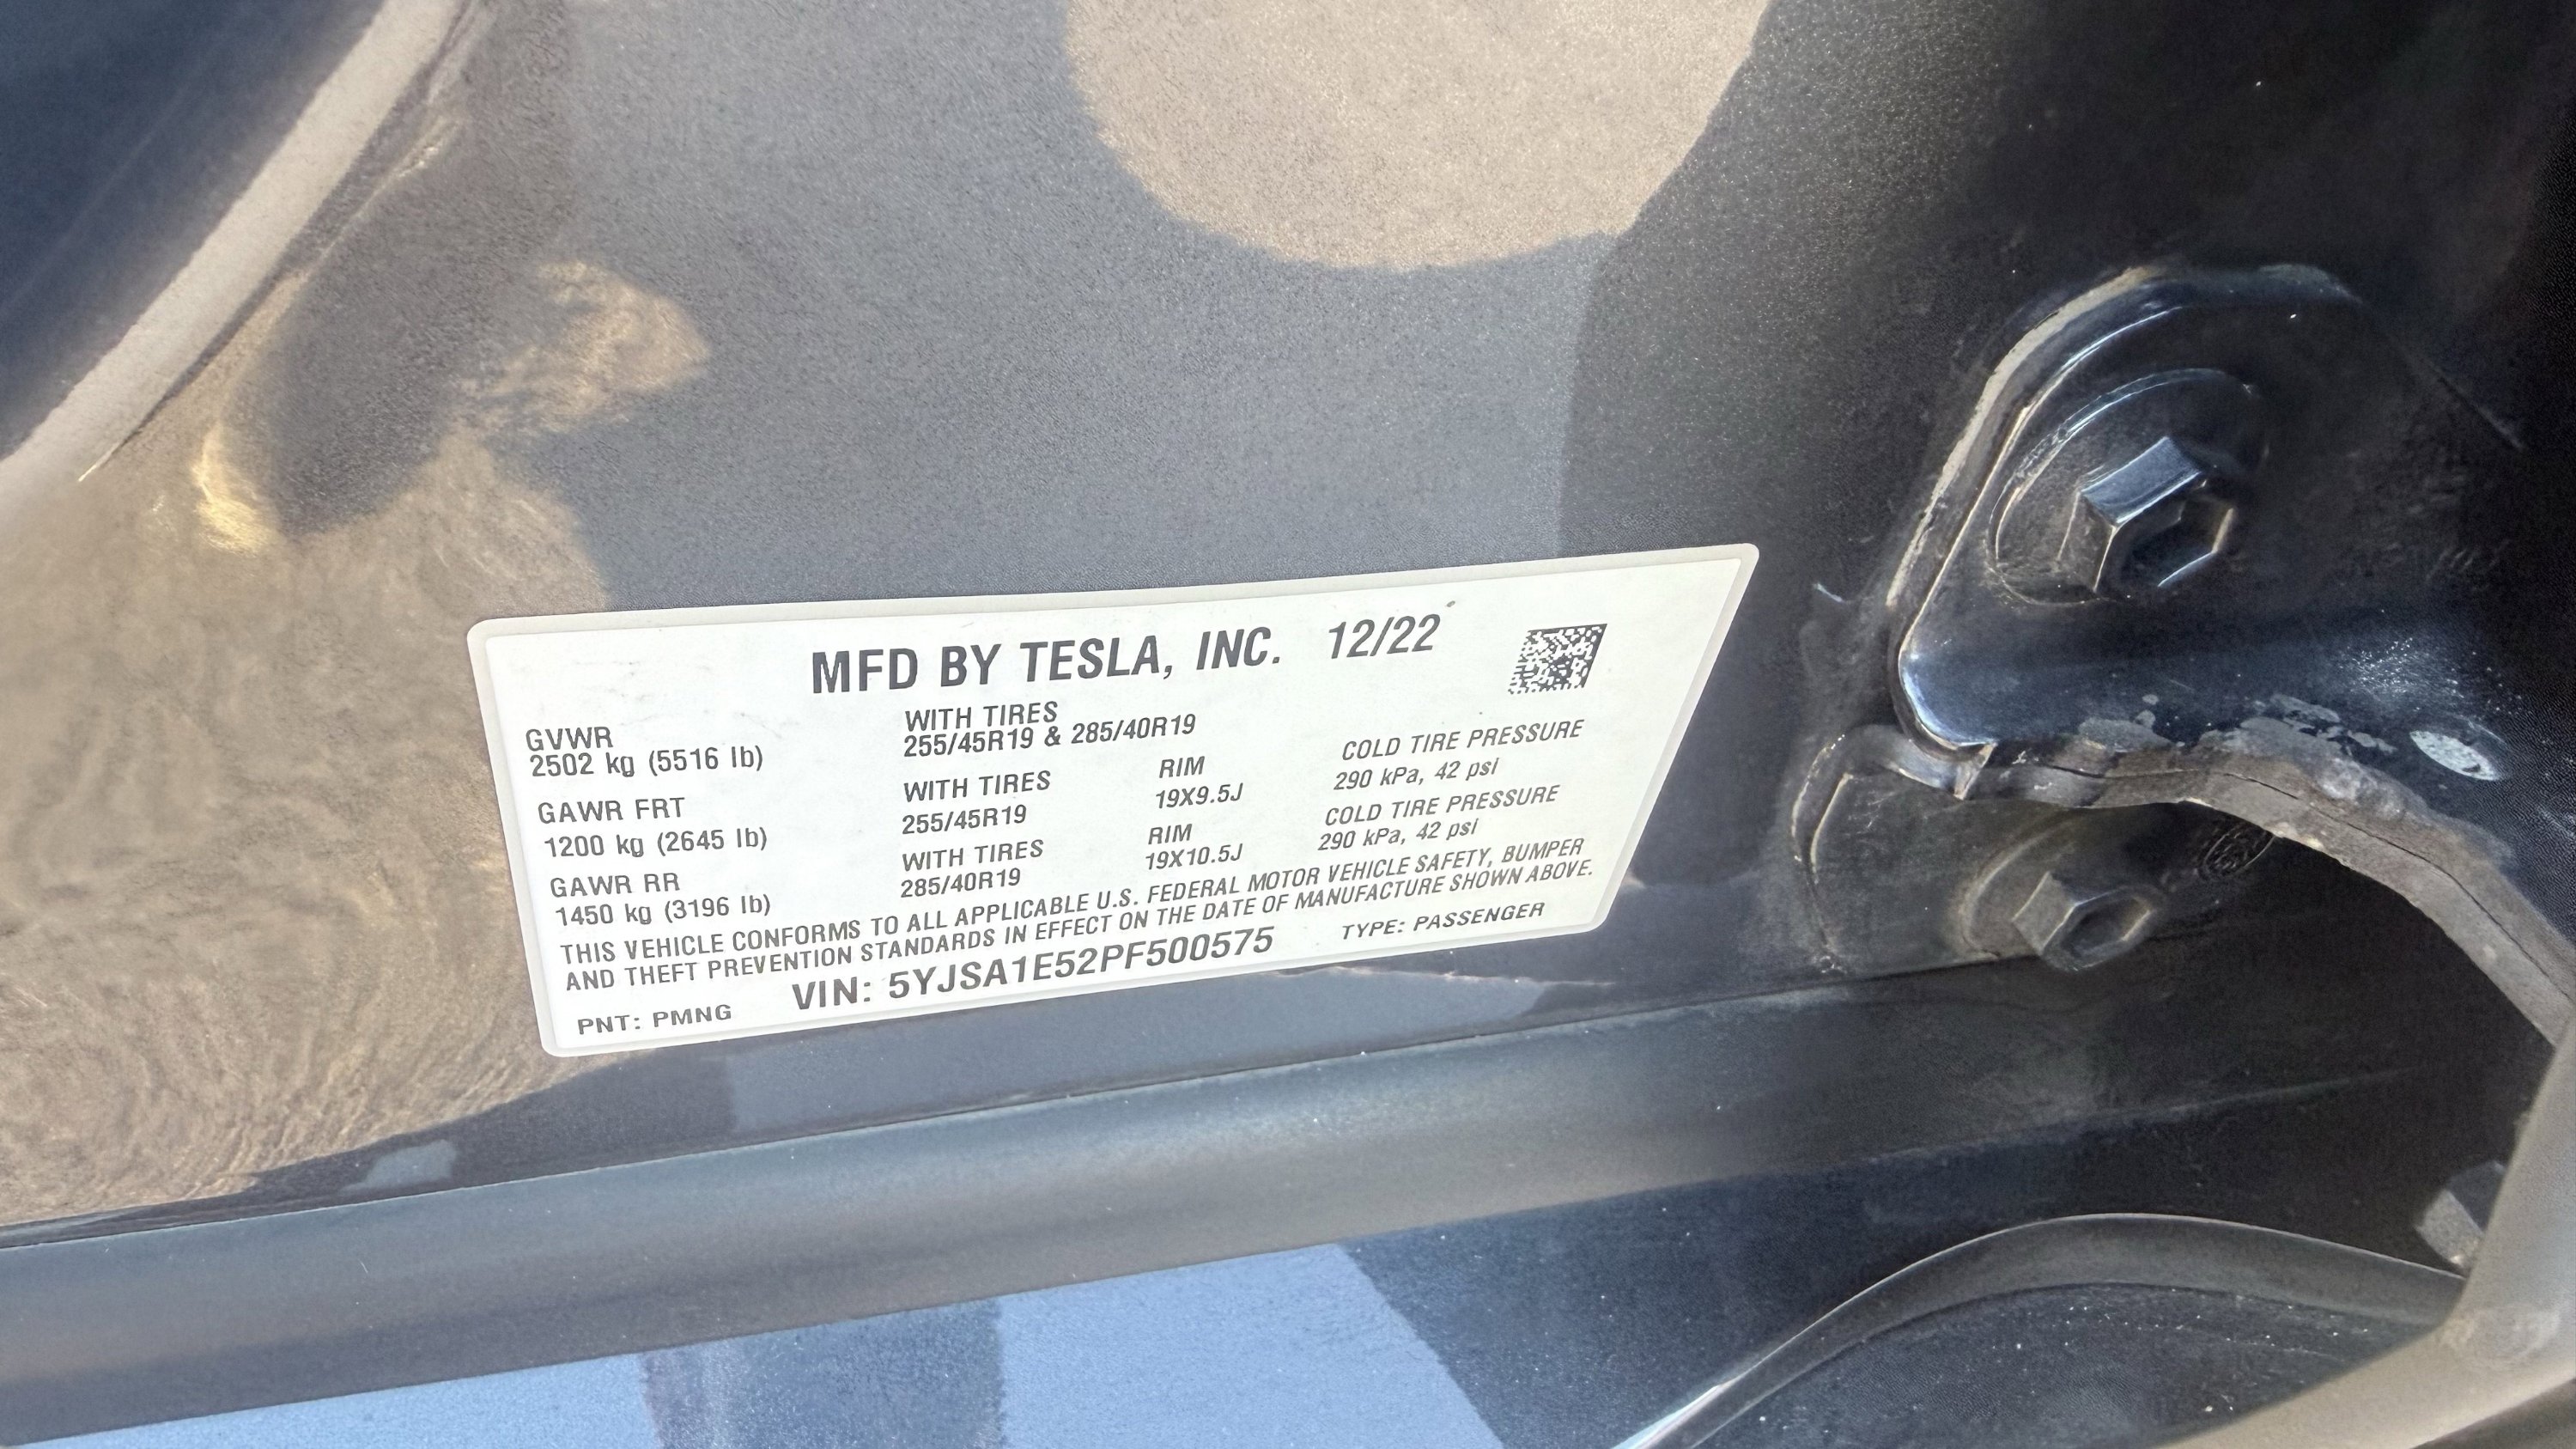 MFD BY TESLA, INC. 12/22
GVWR
2502 kg (5516 lb)
WITH TIRES
255/45R19 & 285/40R19
GAWR FRT
1200 kg (2645 lb)
WITH TIRES
255/45R19
RIM
19X9.5J
COLD TIRE PRESSURE
290 kPa, 42 psi
GAWR RR
1450 kg (3196 lb)
WITH TIRES
285/40R19
RIM
19X10.5J
COLD TIRE PRESSURE
290 kPa, 42 psi
THIS VEHICLE CONFORMS TO ALL APPLICABLE U.S. FEDERAL MOTOR VEHICLE SAFETY, BUMPER
AND THEFT PREVENTION STANDARDS IN EFFECT ON THE DATE OF MANUFACTURE SHOWN ABOVE.
PNT: PMNG VIN: 5YJSA1E52PF500575 TYPE: PASSENGER